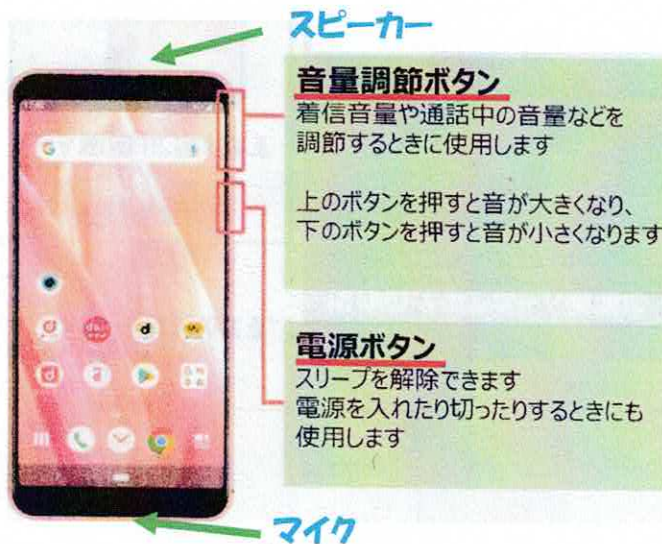 スピーカー
音量調節ボタン
着信音量や通話中の音量などを
調節するときに使用します
上のボタンを押すと音が大きくなり、
下のボタンを押すと音が小さくなります
電源ボタン
スリープを解除できます
電源を入れたり切ったりするときにも
使用します
マイク